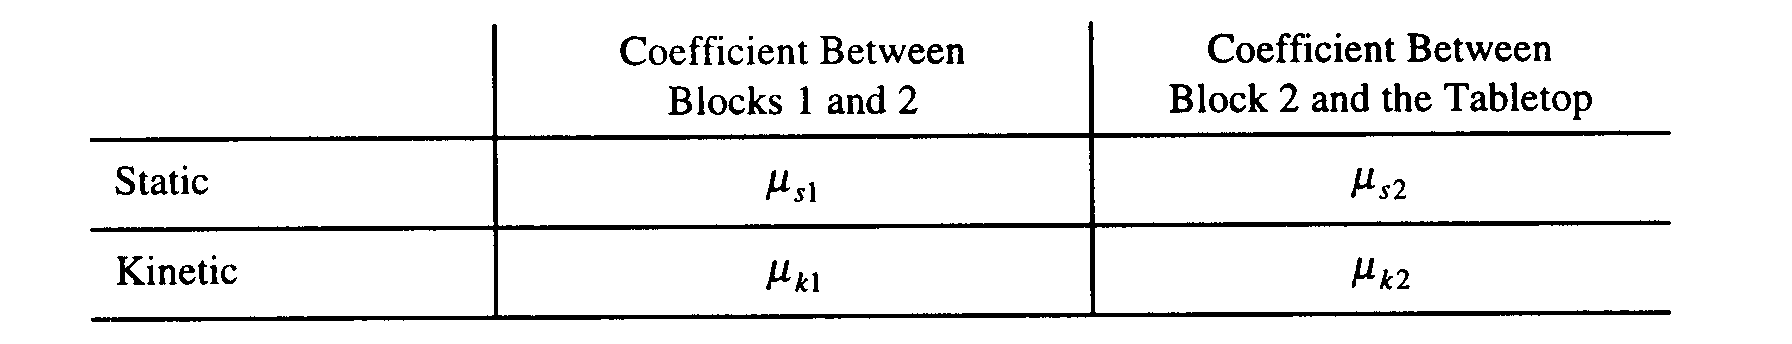 Coefficient Between Coefficient Between
Blocks 1 and 2 Block 2 and the Tabletop
Static μs1 μs2
Kinetic μk1 μk2